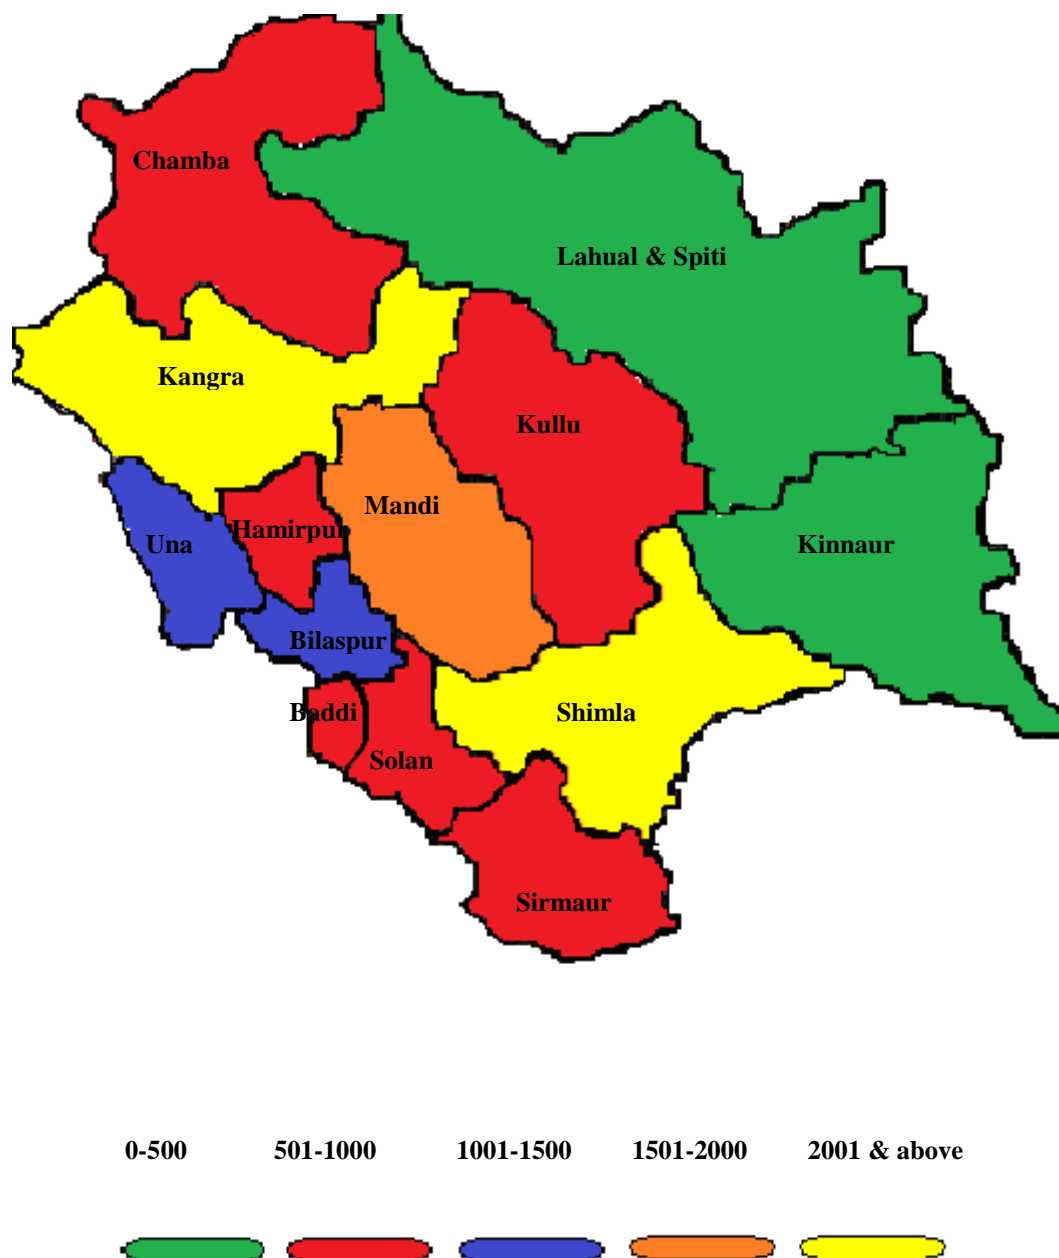 Chamba
Lahual & Spiti
Kangra
Kullu
Mandi
Hamirpur
Una
Kinnaur
Bilaspur
Baddi
Shimla
Solan
Sirmaur
0-500 501-1000 1001-1500 1501-2000 2001 & above